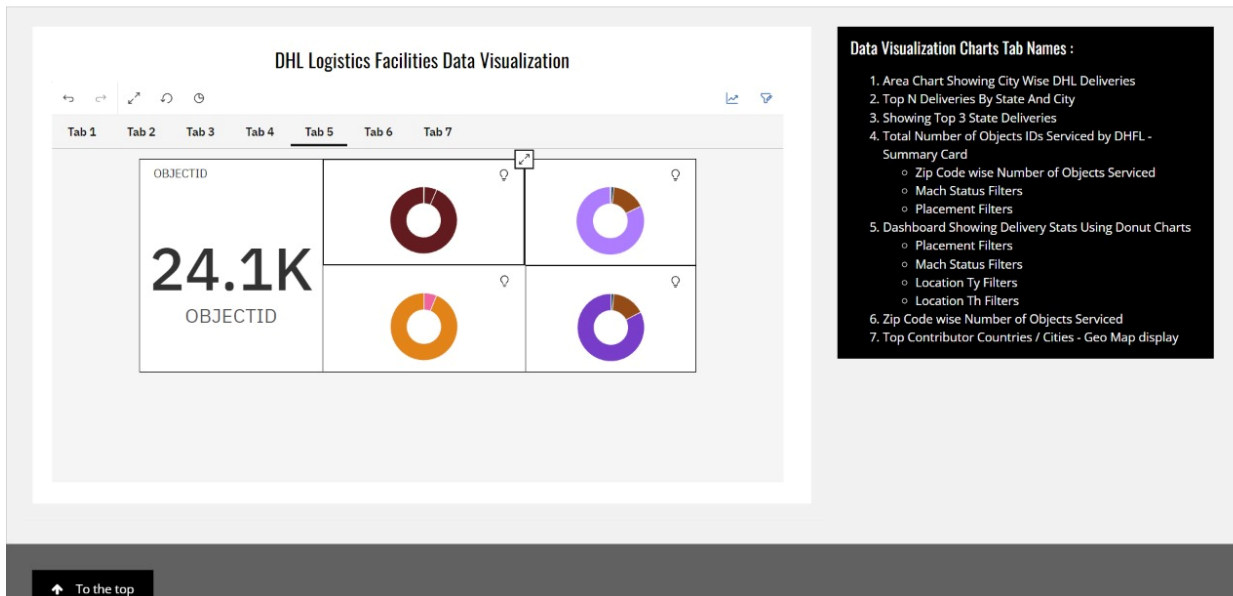 DHL Logistics Facilities Data Visualization
Tab 1 Tab 2 Tab 3 Tab 4 Tab 5 Tab 6 Tab 7
OBJECTID
24.1K
OBJECTID
Data Visualization Charts Tab Names :
1. Area Chart Showing City Wise DHL Deliveries
2. Top N Deliveries By State And City
3. Showing Top 3 State Deliveries
4. Total Number of Objects IDs Serviced by DHFL -
Summary Card
Zip Code wise Number of Objects Serviced
Mach Status Filters
Placement Filters
5. Dashboard Showing Delivery Stats Using Donut Charts
Placement Filters
Mach Status Filters
Location Ty Filters
Location Th Filters
6. Zip Code wise Number of Objects Serviced
7. Top Contributor Countries / Cities - Geo Map display
To the top